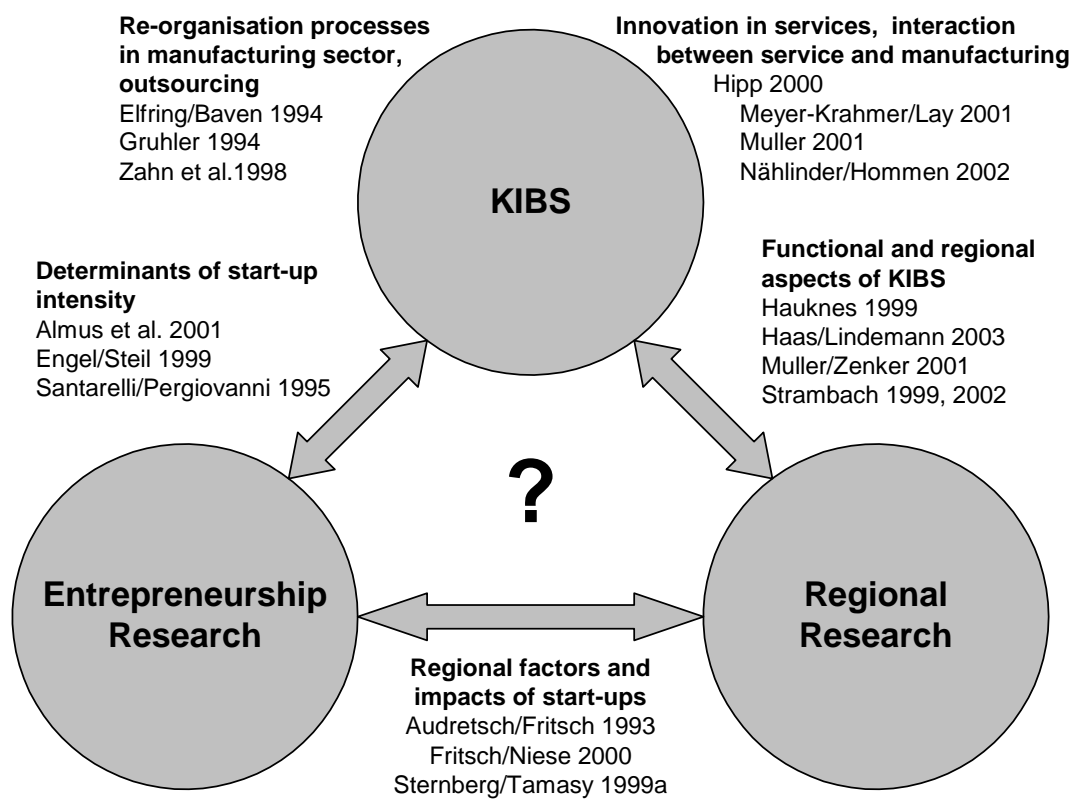 Re-organisation processes
in manufacturing sector,
outsourcing
Elfring/Baven 1994
Gruhler 1994
Zahn et al.1998
Innovation in services, interaction
between service and manufacturing
Hipp 2000
Meyer-Krahmer/Lay 2001
Muller 2001
Nählinder/Hommen 2002
KIBS
Determinants of start-up
intensity
Almus et al. 2001
Engel/Steil 1999
Santarelli/Pergiovanni 1995
Functional and regional
aspects of KIBS
Hauknes 1999
Haas/Lindemann 2003
Muller/Zenker 2001
Strambach 1999, 2002
?
Entrepreneurship
Research
Regional
Research
Regional factors and
impacts of start-ups
Audretsch/Fritsch 1993
Fritsch/Niese 2000
Sternberg/Tamasy 1999a